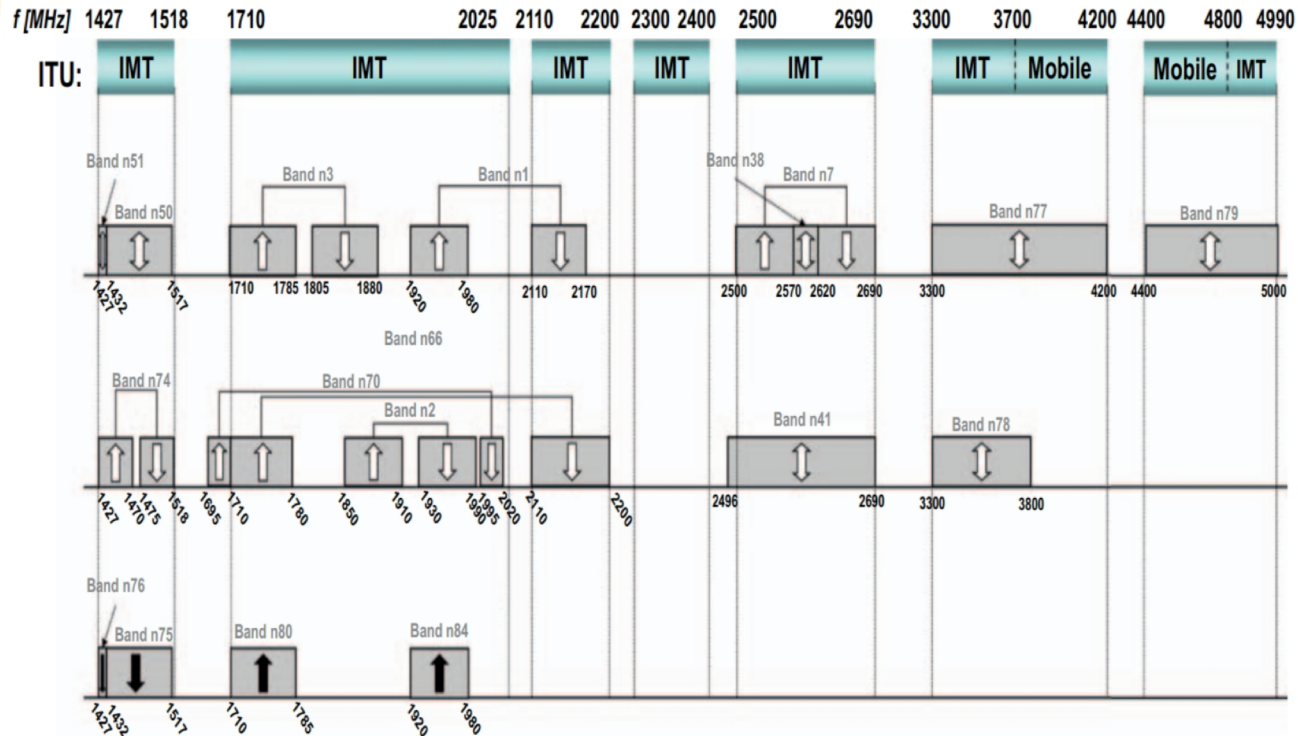 f [MHz] 1427 1518 1710 2025 2110 2200 2300 2400 2500 2690 3300 3700 4200 4400 4800 4990
ITU: IMT IMT IMT IMT IMT IMT Mobile Mobile IMT
Band n51 Band n38
Band n3 Band n1 Band n7
Band n50 Band n77 Band n79
1427 1432 1517 1710 1785 1805 1880 1920 1980 2110 2170 2500 2570 2620 2690 3300 4200 4400 5000
Band n66
Band n74 Band n70
Band n2 Band n41 Band n78
1427 1470 1475 1518 1695 1710 1780 1850 1910 1930 1990 1995 2020 2110 2200 2496 2690 3300 3800
Band n76
Band n75 Band n80 Band n84
1427 1432 1517 1710 1785 1920 1980